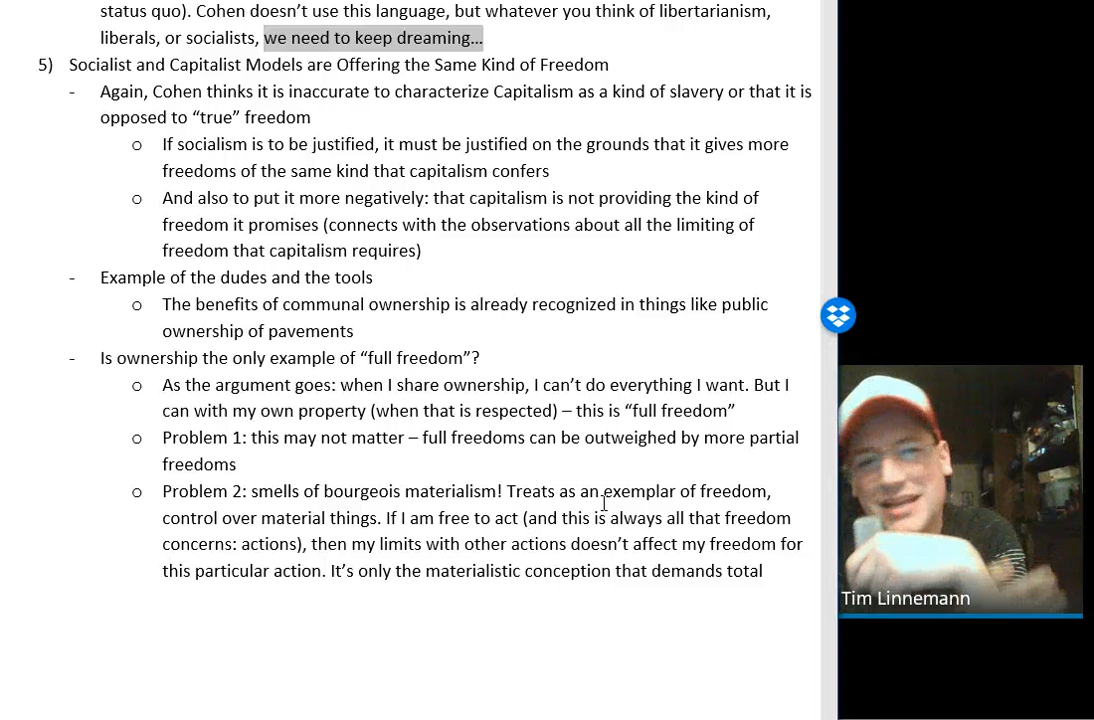 status quo). Cohen doesn’t use this language, but whatever you think of libertarianism,
liberals, or socialists, we need to keep dreaming…
5) Socialist and Capitalist Models are Offering the Same Kind of Freedom
- Again, Cohen thinks it is inaccurate to characterize Capitalism as a kind of slavery or that it is
opposed to “true” freedom
o If socialism is to be justified, it must be justified on the grounds that it gives more
freedoms of the same kind that capitalism confers
o And also to put it more negatively: that capitalism is not providing the kind of
freedom it promises (connects with the observations about all the limiting of
freedom that capitalism requires)
- Example of the dudes and the tools
o The benefits of communal ownership is already recognized in things like public
ownership of pavements
- Is ownership the only example of “full freedom”?
o As the argument goes: when I share ownership, I can’t do everything I want. But I
can with my own property (when that is respected) – this is “full freedom”
o Problem 1: this may not matter – full freedoms can be outweighed by more partial
freedoms
o Problem 2: smells of bourgeois materialism! Treats as an exemplar of freedom,
control over material things. If I am free to act (and this is always all that freedom
concerns: actions), then my limits with other actions doesn’t affect my freedom for
this particular action. It’s only the materialistic conception that demands total
Tim Linnemann